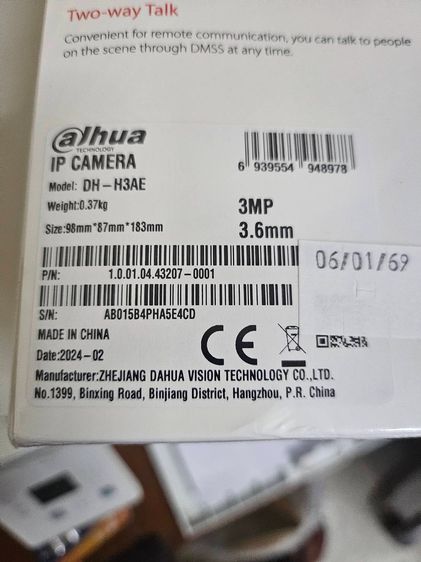 Two-way Talk
Convenient for remote communication, you can talk to people
on the scene through DMSS at any time.
alhua
TECHNOLOGY
IP CAMERA
6 939554 948978
Model: DH-H3AE
Weight:0.37kg
3MP
Size:98mm*87mm*183mm
3.6mm
06/01/69
P/N: 1.0.01.04.43207-0001
S/N: AB015B4PHA5E4CD
MADE IN CHINA
CE
Date:2024-02
Manufacturer:ZHEJIANG DAHUA VISION TECHNOLOGY CO.,LTD.
No.1399, Binxing Road, Binjiang District, Hangzhou, P.R. China